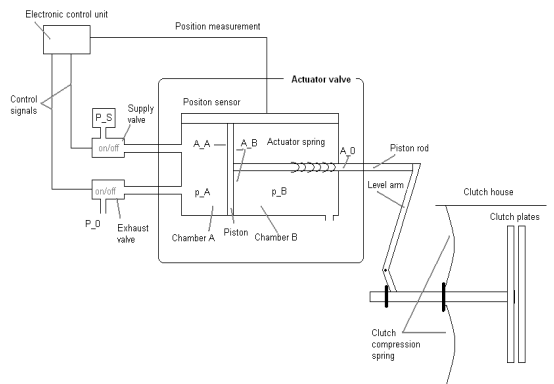 Electronic control unit
Position measurement
Actuator valve
Control
signals
P_S
Supply
valve
Positon sensor
on/off
A_A
A_B
Actuator spring
A_0
Piston rod
on/off
p_A
p_B
Level arm
P_0
Exhaust
valve
Chamber A
Piston
Chamber B
Clutch house
Clutch plates
Clutch
compression
spring